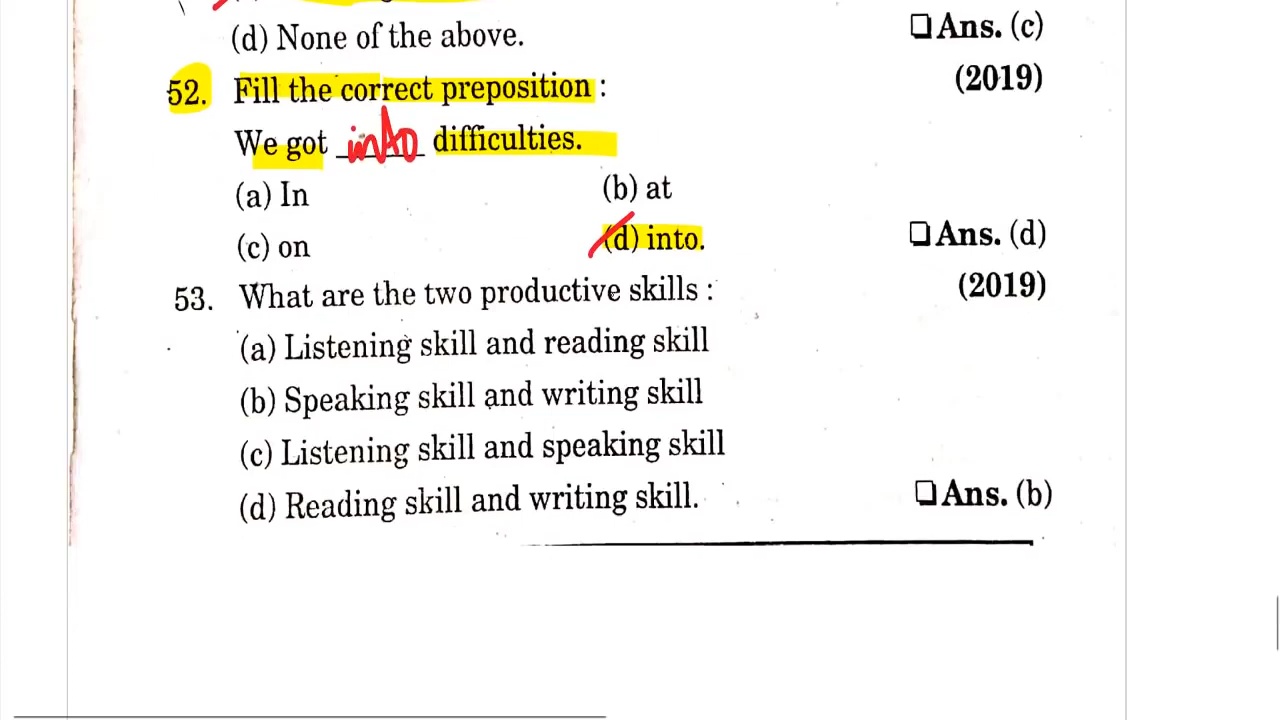 (d) None of the above.
Ans. (c)
52. Fill the correct preposition :
(2019)
We got into difficulties.
(a) In
(b) at
(c) on
(d) into.
Ans. (d)
53. What are the two productive skills :
(2019)
(a) Listening skill and reading skill
(b) Speaking skill and writing skill
(c) Listening skill and speaking skill
(d) Reading skill and writing skill.
Ans. (b)